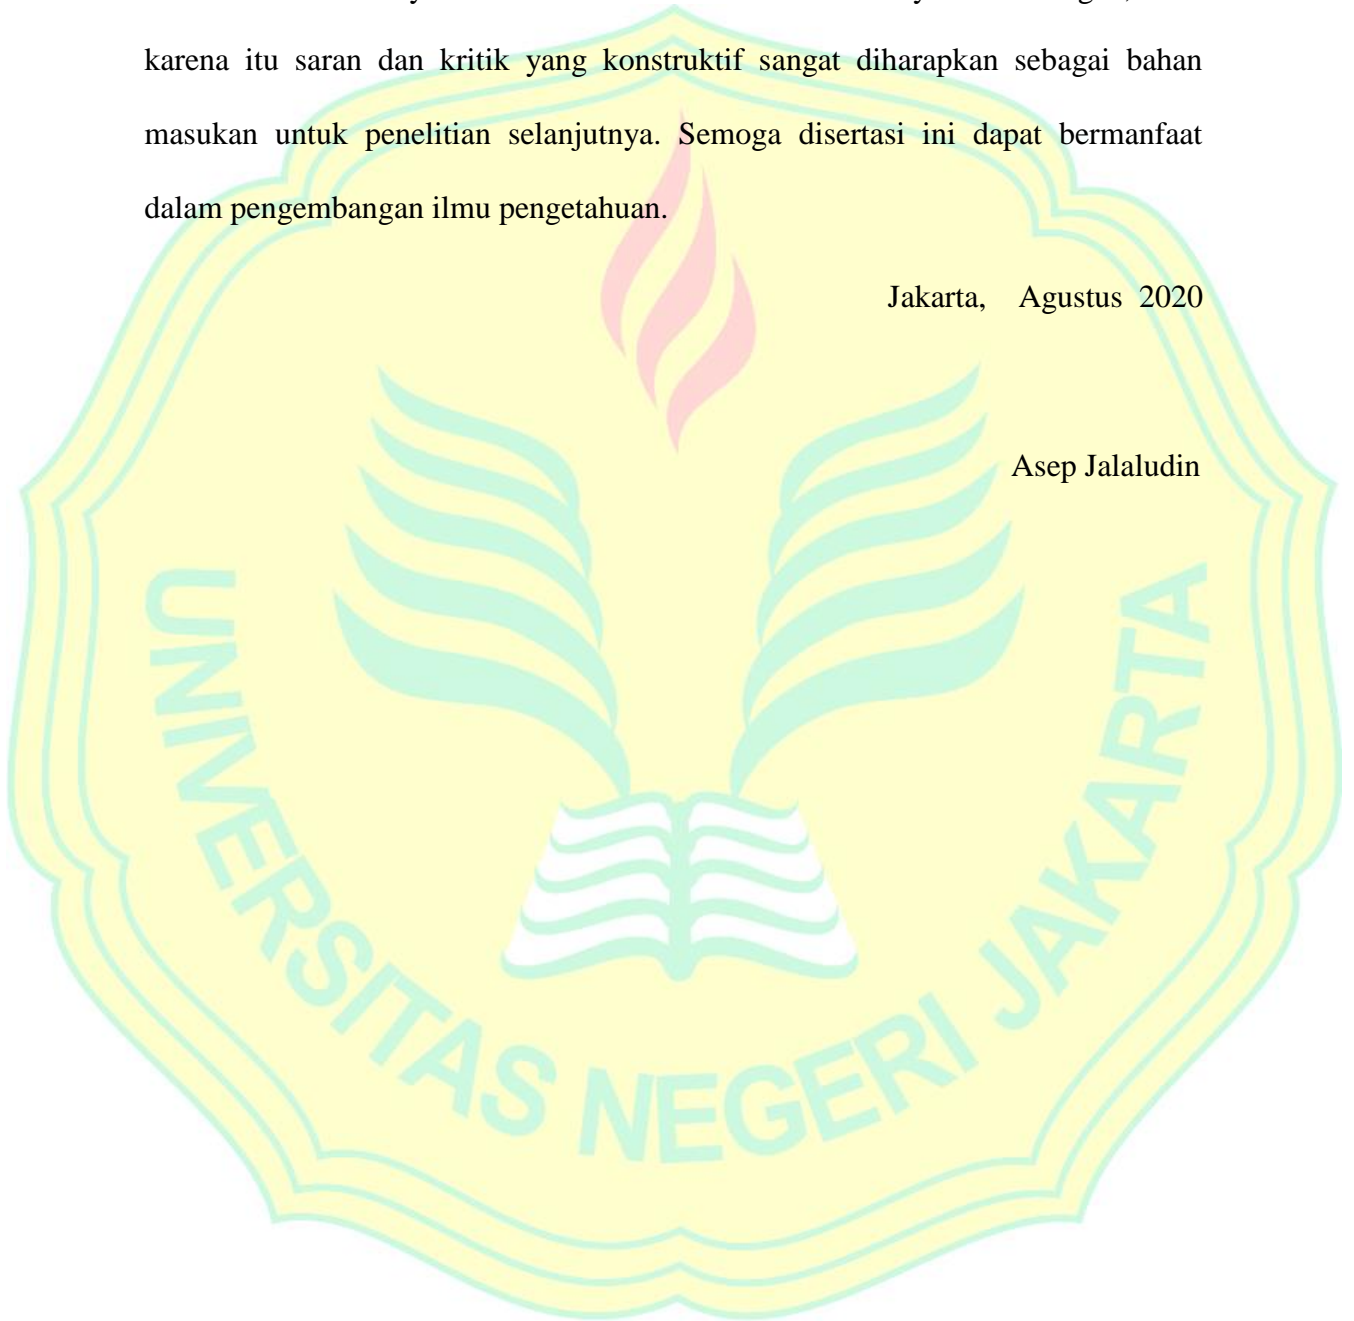 karena itu saran dan kritik yang konstruktif sangat diharapkan sebagai bahan
masukan untuk penelitian selanjutnya. Semoga disertasi ini dapat bermanfaat
dalam pengembangan ilmu pengetahuan.
Jakarta, Agustus 2020
Asep Jalaludin
UNIVERSITAS NEGERI JAKARTA